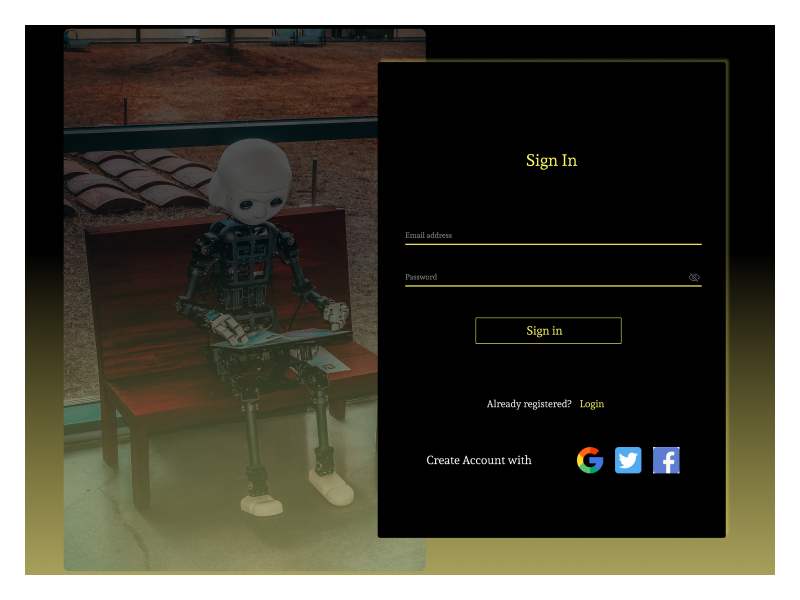 Sign In
Email address
Password
Sign in
Already registered? Login
Create Account with